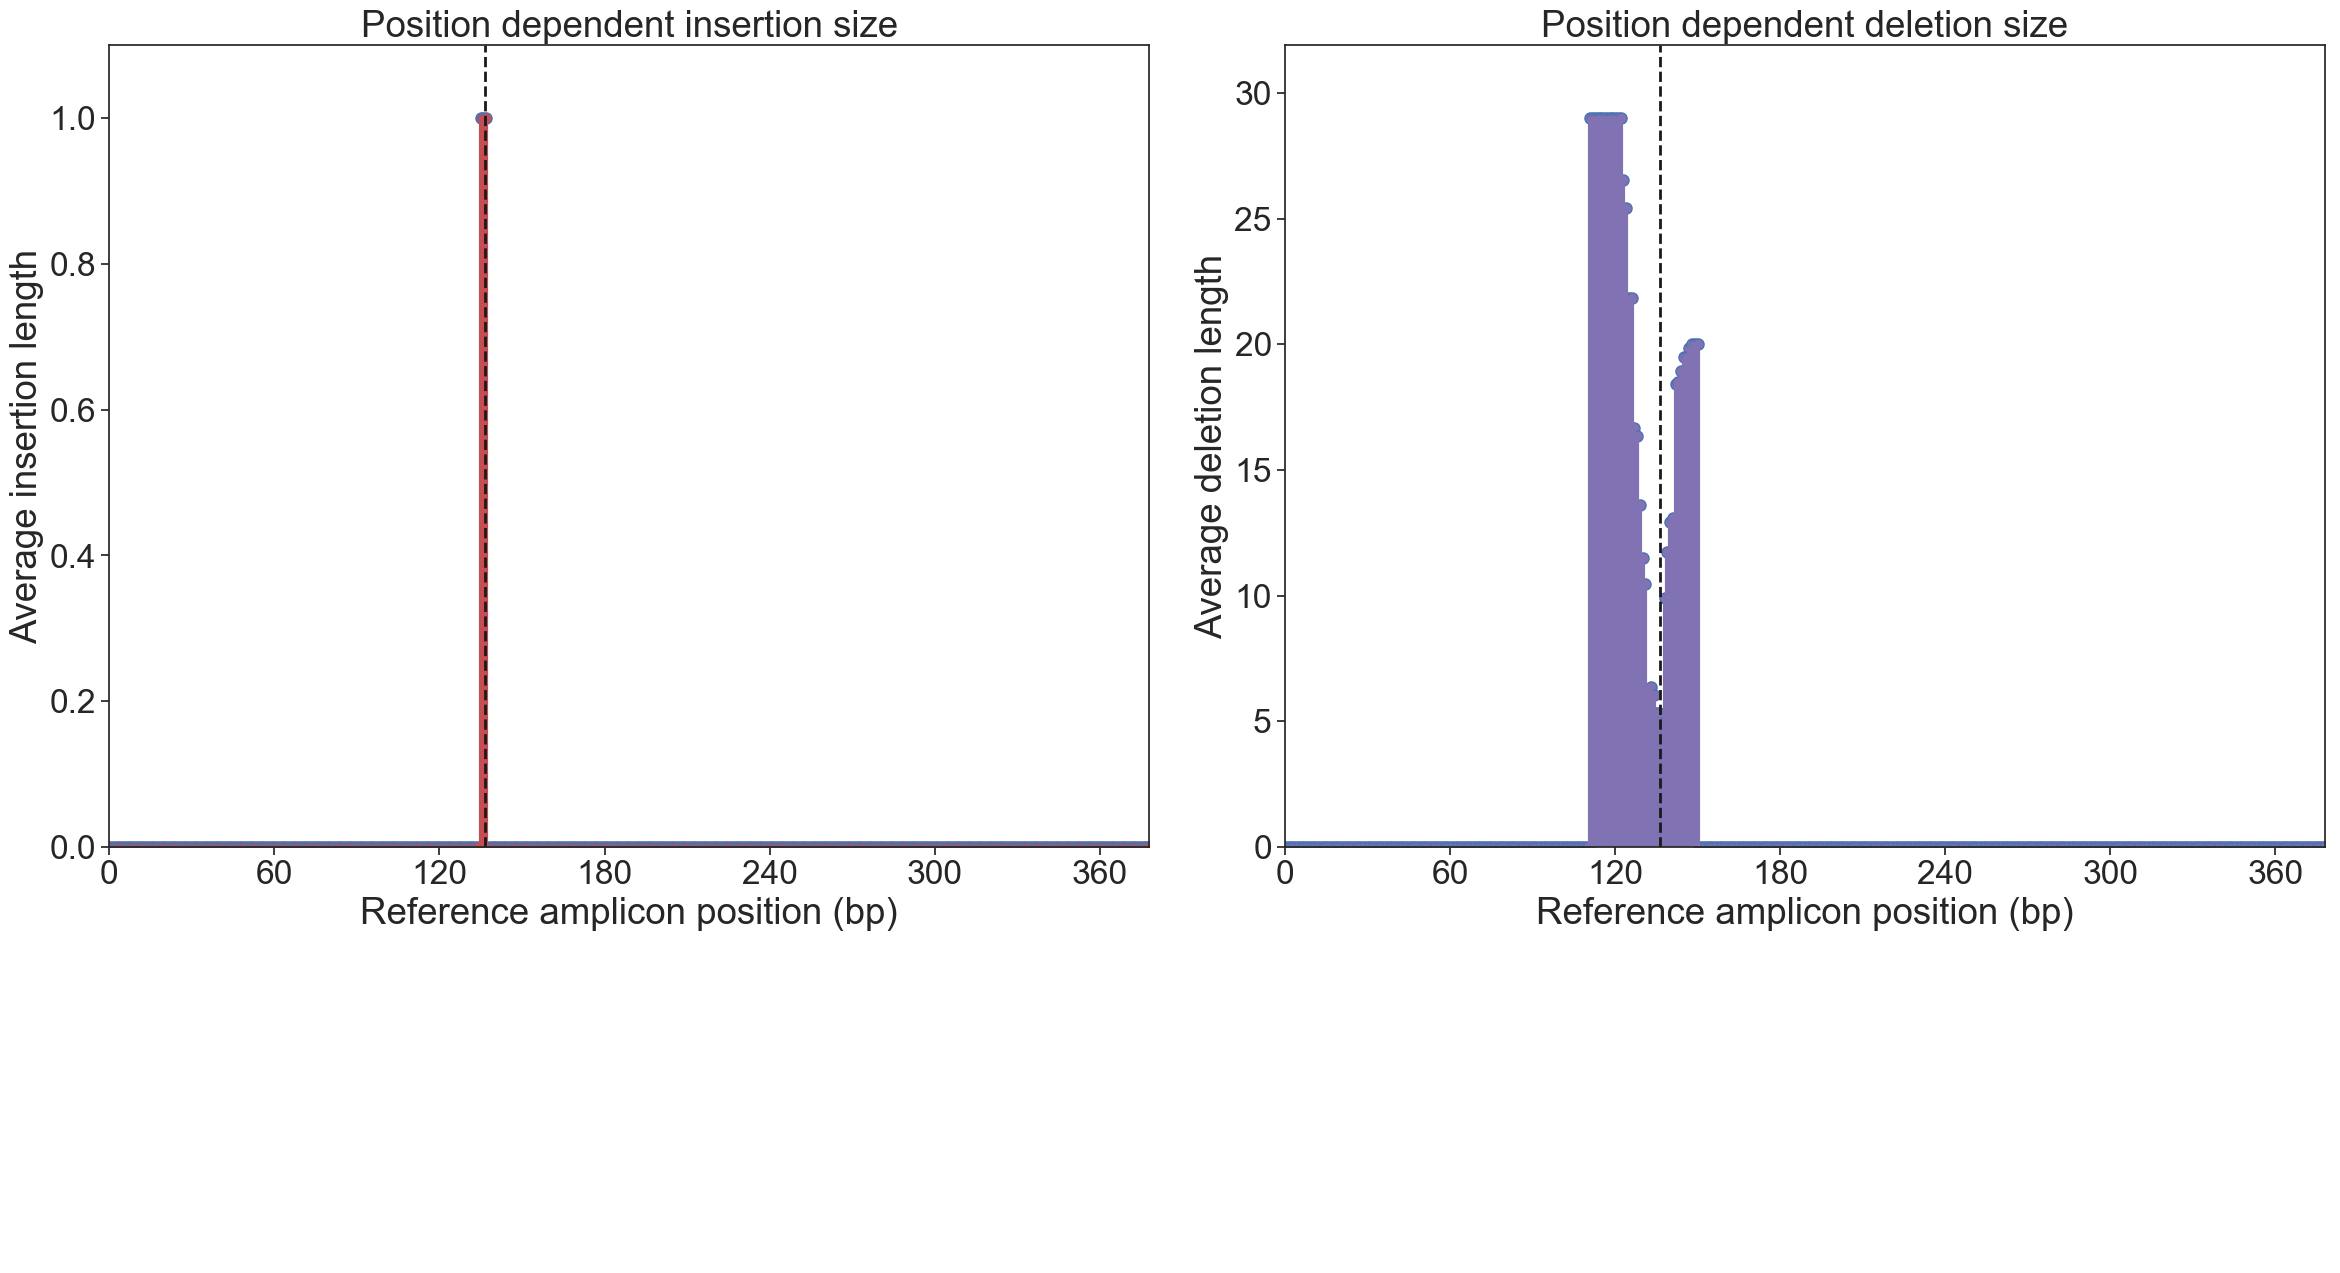 Position dependent insertion size
Average insertion length
1.0
0.8
0.6
0.4
0.2
0.0
0 60 120 180 240 300 360
Reference amplicon position (bp)
Position dependent deletion size
Average deletion length
30
25
20
15
10
5
0
0 60 120 180 240 300 360
Reference amplicon position (bp)